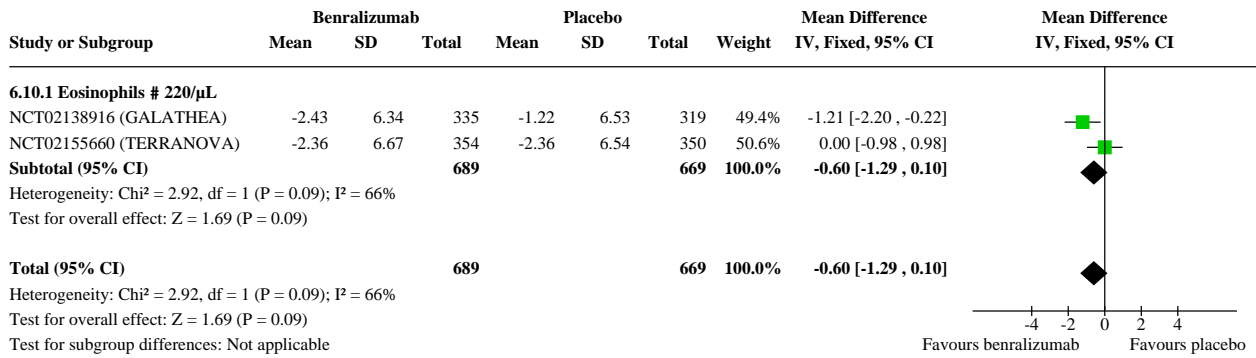 Benralizumab Placebo Mean Difference Mean Difference
Study or Subgroup Mean SD Total Mean SD Total Weight IV, Fixed, 95% CI IV, Fixed, 95% CI
6.10.1 Eosinophils # 220/µL
NCT02138916 (GALATHEA) -2.43 6.34 335 -1.22 6.53 319 49.4% -1.21 [-2.20 , -0.22]
NCT02155660 (TERRANOVA) -2.36 6.67 354 -2.36 6.54 350 50.6% 0.00 [-0.98 , 0.98]
Subtotal (95% CI) 689 669 100.0% -0.60 [-1.29 , 0.10]
Heterogeneity: Chi² = 2.92, df = 1 (P = 0.09); I² = 66%
Test for overall effect: Z = 1.69 (P = 0.09)
Total (95% CI) 689 669 100.0% -0.60 [-1.29 , 0.10]
Heterogeneity: Chi² = 2.92, df = 1 (P = 0.09); I² = 66%
Test for overall effect: Z = 1.69 (P = 0.09)
-4 -2 0 2 4
Test for subgroup differences: Not applicable Favours benralizumab Favours placebo